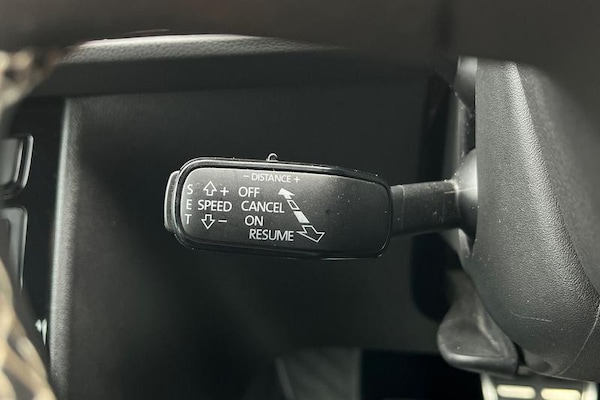 - DISTANCE +
S ⇧ + OFF
E SPEED CANCEL
T ⇩ - ON
RESUME